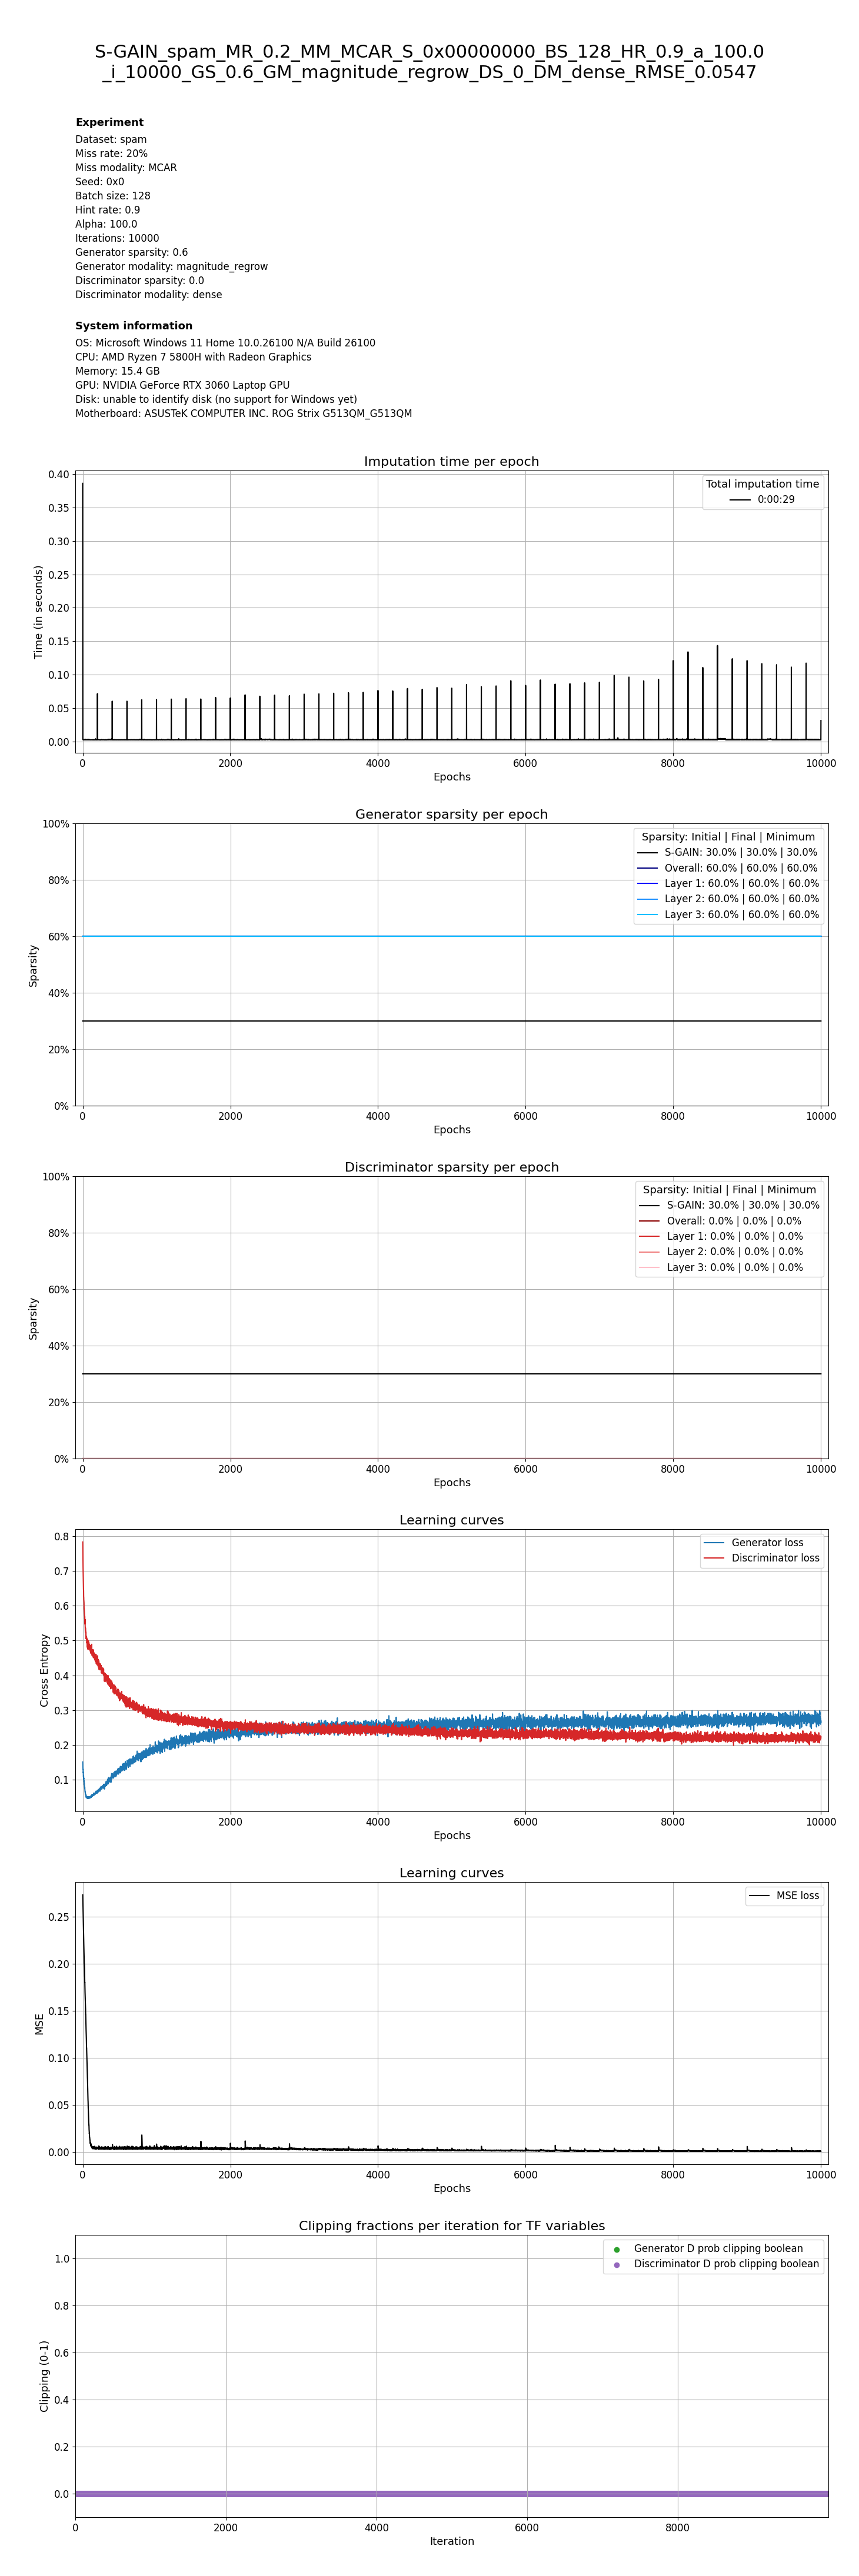 S-GAIN_spam_MR_0.2_MM_MCAR_S_0x00000000_BS_128_HR_0.9_a_100.0
_i_10000_GS_0.6_GM_magnitude_regrow_DS_0_DM_dense_RMSE_0.0547
Experiment
Dataset: spam
Miss rate: 20%
Miss modality: MCAR
Seed: 0x0
Batch size: 128
Hint rate: 0.9
Alpha: 100.0
Iterations: 10000
Generator sparsity: 0.6
Generator modality: magnitude_regrow
Discriminator sparsity: 0.0
Discriminator modality: dense
System information
OS: Microsoft Windows 11 Home 10.0.26100 N/A Build 26100
CPU: AMD Ryzen 7 5800H with Radeon Graphics
Memory: 15.4 GB
GPU: NVIDIA GeForce RTX 3060 Laptop GPU
Disk: unable to identify disk (no support for Windows yet)
Motherboard: ASUSTeK COMPUTER INC. ROG Strix G513QM_G513QM
Imputation time per epoch
Total imputation time
0:00:29
0.40
0.35
0.30
0.25
0.20
0.15
0.10
0.05
0.00
Time (in seconds)
0 2000 4000 6000 8000 10000
Epochs
Generator sparsity per epoch
Sparsity: Initial | Final | Minimum
S-GAIN: 30.0% | 30.0% | 30.0%
Overall: 60.0% | 60.0% | 60.0%
Layer 1: 60.0% | 60.0% | 60.0%
Layer 2: 60.0% | 60.0% | 60.0%
Layer 3: 60.0% | 60.0% | 60.0%
100%
80%
60%
40%
20%
0%
Sparsity
0 2000 4000 6000 8000 10000
Epochs
Discriminator sparsity per epoch
Sparsity: Initial | Final | Minimum
S-GAIN: 30.0% | 30.0% | 30.0%
Overall: 0.0% | 0.0% | 0.0%
Layer 1: 0.0% | 0.0% | 0.0%
Layer 2: 0.0% | 0.0% | 0.0%
Layer 3: 0.0% | 0.0% | 0.0%
100%
80%
60%
40%
20%
0%
Sparsity
0 2000 4000 6000 8000 10000
Epochs
Learning curves
Generator loss
Discriminator loss
0.8
0.7
0.6
0.5
0.4
0.3
0.2
0.1
Cross Entropy
0 2000 4000 6000 8000 10000
Epochs
Learning curves
MSE loss
0.25
0.20
0.15
0.10
0.05
0.00
MSE
0 2000 4000 6000 8000 10000
Epochs
Clipping fractions per iteration for TF variables
Generator D prob clipping boolean
Discriminator D prob clipping boolean
1.0
0.8
0.6
0.4
0.2
0.0
Clipping (0-1)
0 2000 4000 6000 8000
Iteration